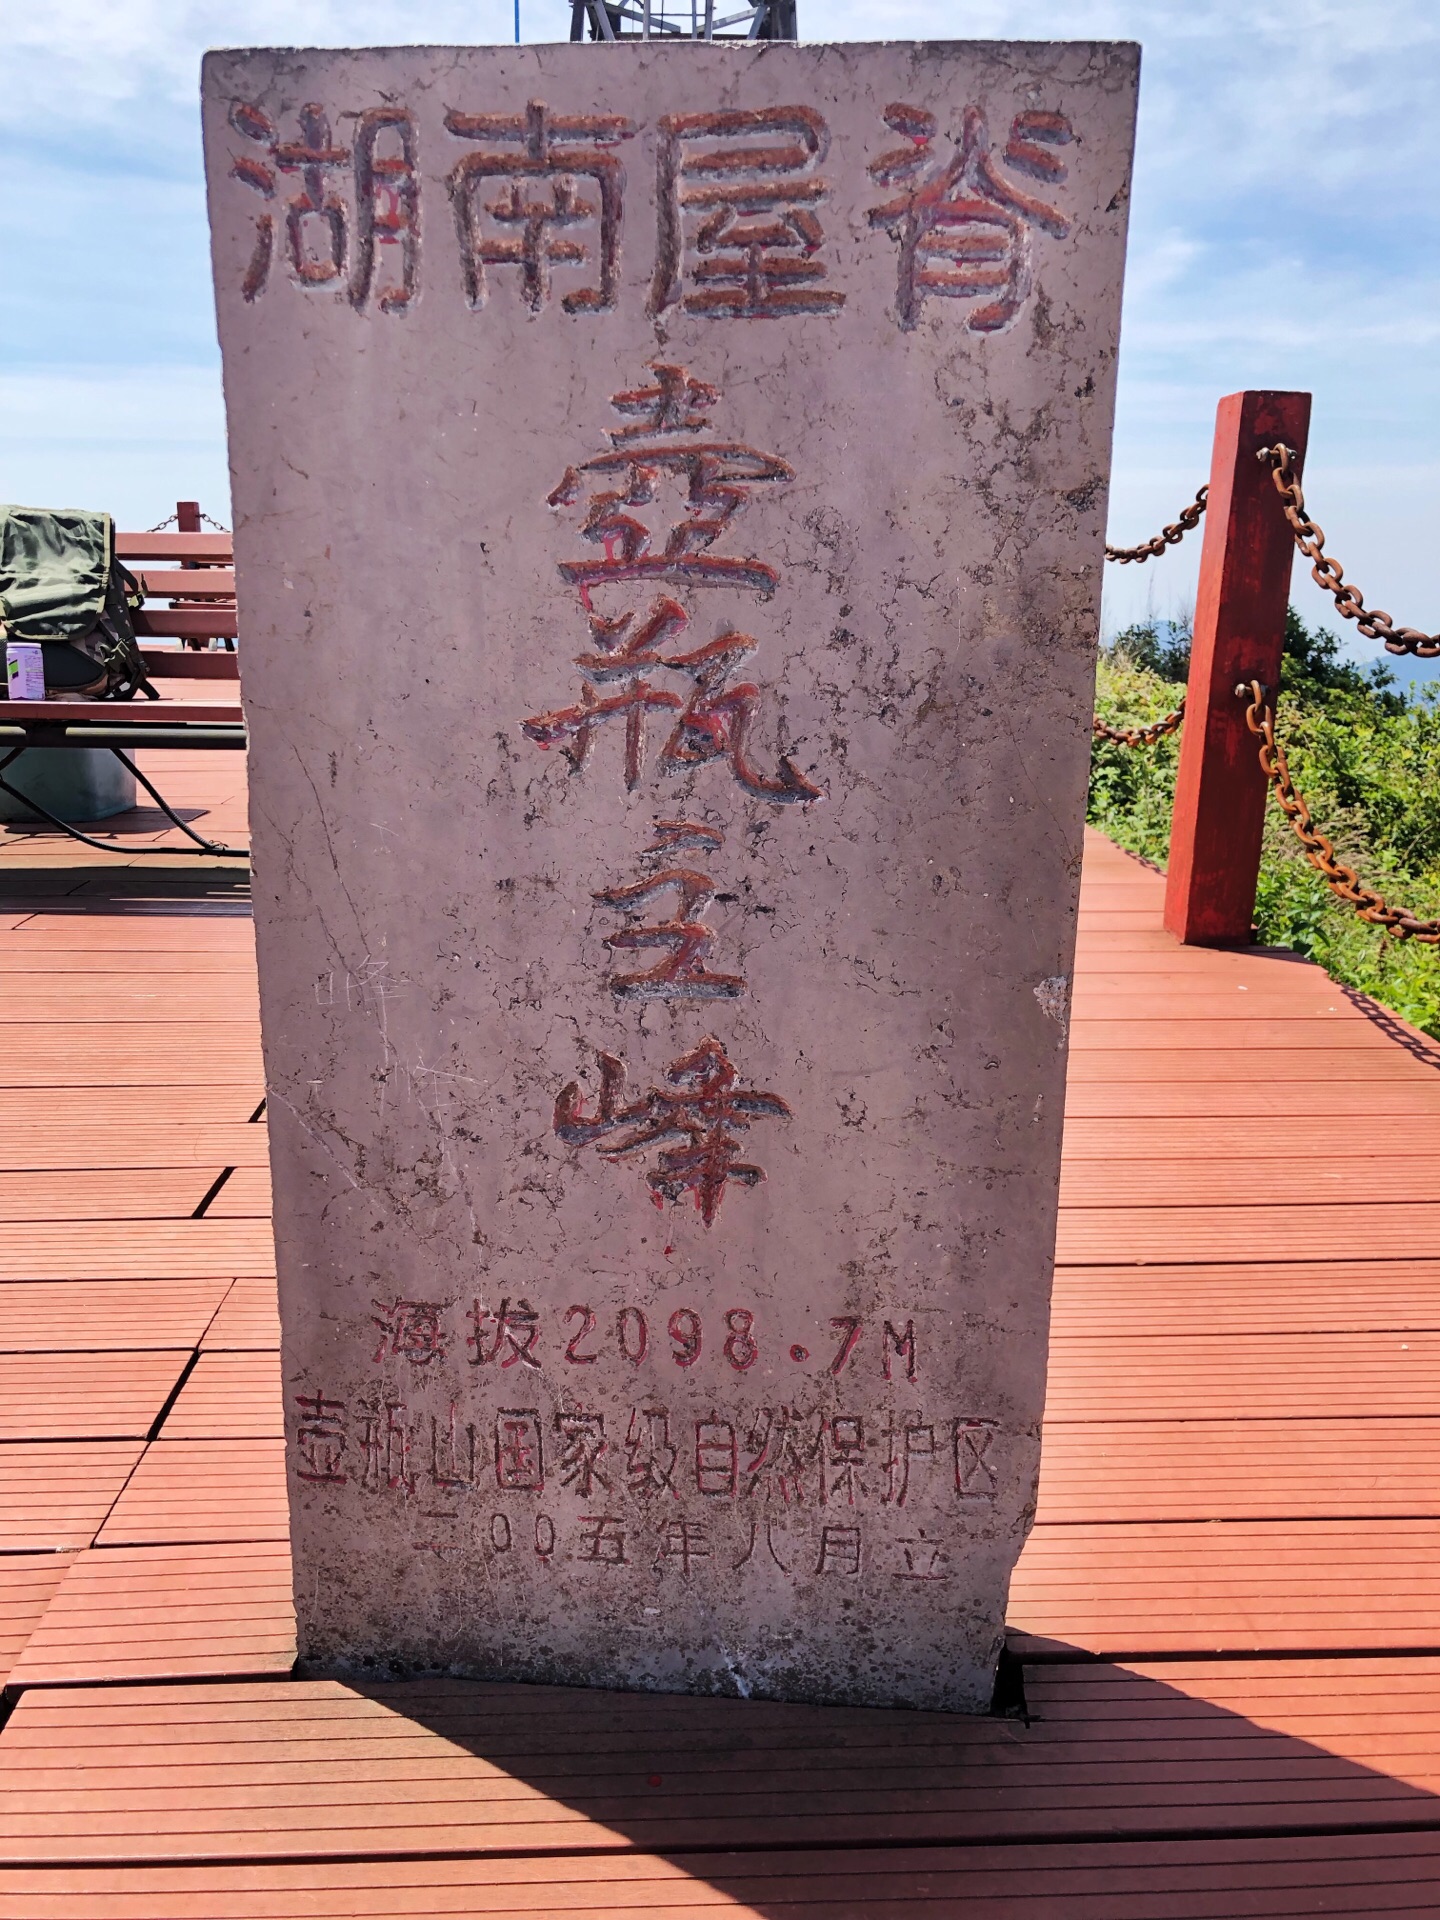 湖南屋脊
壶瓶主峰
海拔2098.7M
壶瓶山国家级自然保护区
二00五年八月立